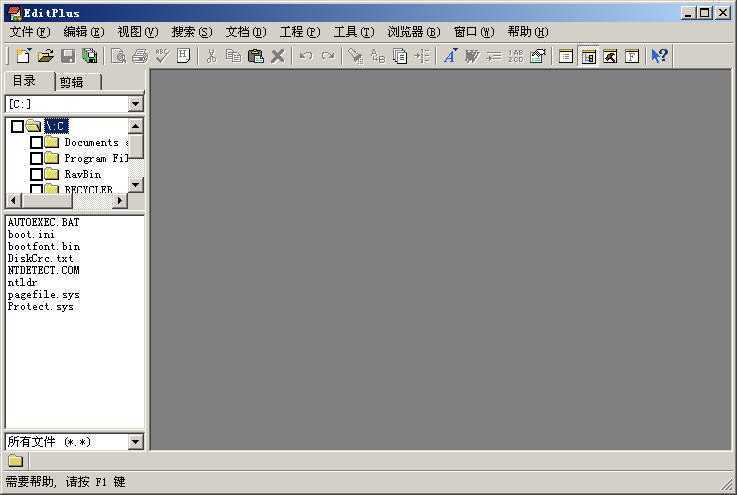 EditPlus
文件(F) 编辑(E) 视图(V) 搜索(S) 文档(D) 工程(P) 工具(T) 浏览器(B) 窗口(W) 帮助(H)
目录 剪辑
[C:]
\:C
Documents a
Program Fil
RavBin
RECYCLER
AUTOEXEC.BAT
boot.ini
bootfont.bin
DiskCrc.txt
NTDETECT.COM
ntldr
pagefile.sys
Protect.sys
所有文件 (*.*)
需要帮助, 请按 F1 键